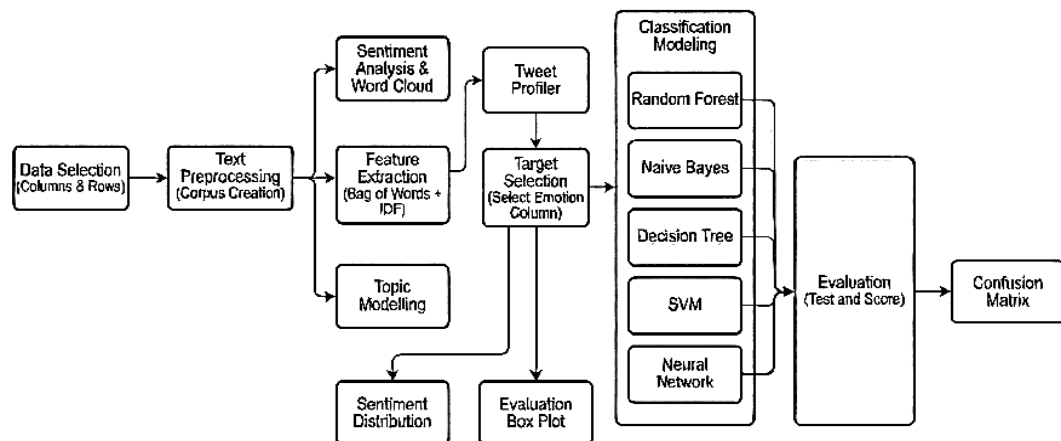 Data Selection
(Columns & Rows)
Text
Preprocessing
(Corpus Creation)
Sentiment
Analysis &
Word Cloud
Feature
Extraction
(Bag of Words +
IDF)
Topic
Modelling
Tweet
Profiler
Target
Selection
(Select Emotion
Column)
Sentiment
Distribution
Evaluation
Box Plot
Classification
Modeling
Random Forest
Naive Bayes
Decision Tree
SVM
Neural
Network
Evaluation
(Test and Score)
Confusion
Matrix